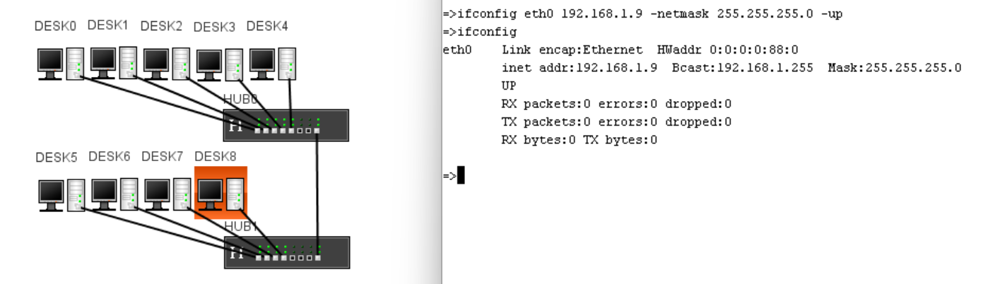 DESK0 DESK1 DESK2 DESK3 DESK4
HUB0
DESK5 DESK6 DESK7 DESK8
HUB1
=>ifconfig eth0 192.168.1.9 -netmask 255.255.255.0 -up
=>ifconfig
eth0 Link encap:Ethernet HWaddr 0:0:0:0:88:0
inet addr:192.168.1.9 Bcast:192.168.1.255 Mask:255.255.255.0
UP
RX packets:0 errors:0 dropped:0
TX packets:0 errors:0 dropped:0
RX bytes:0 TX bytes:0
=>